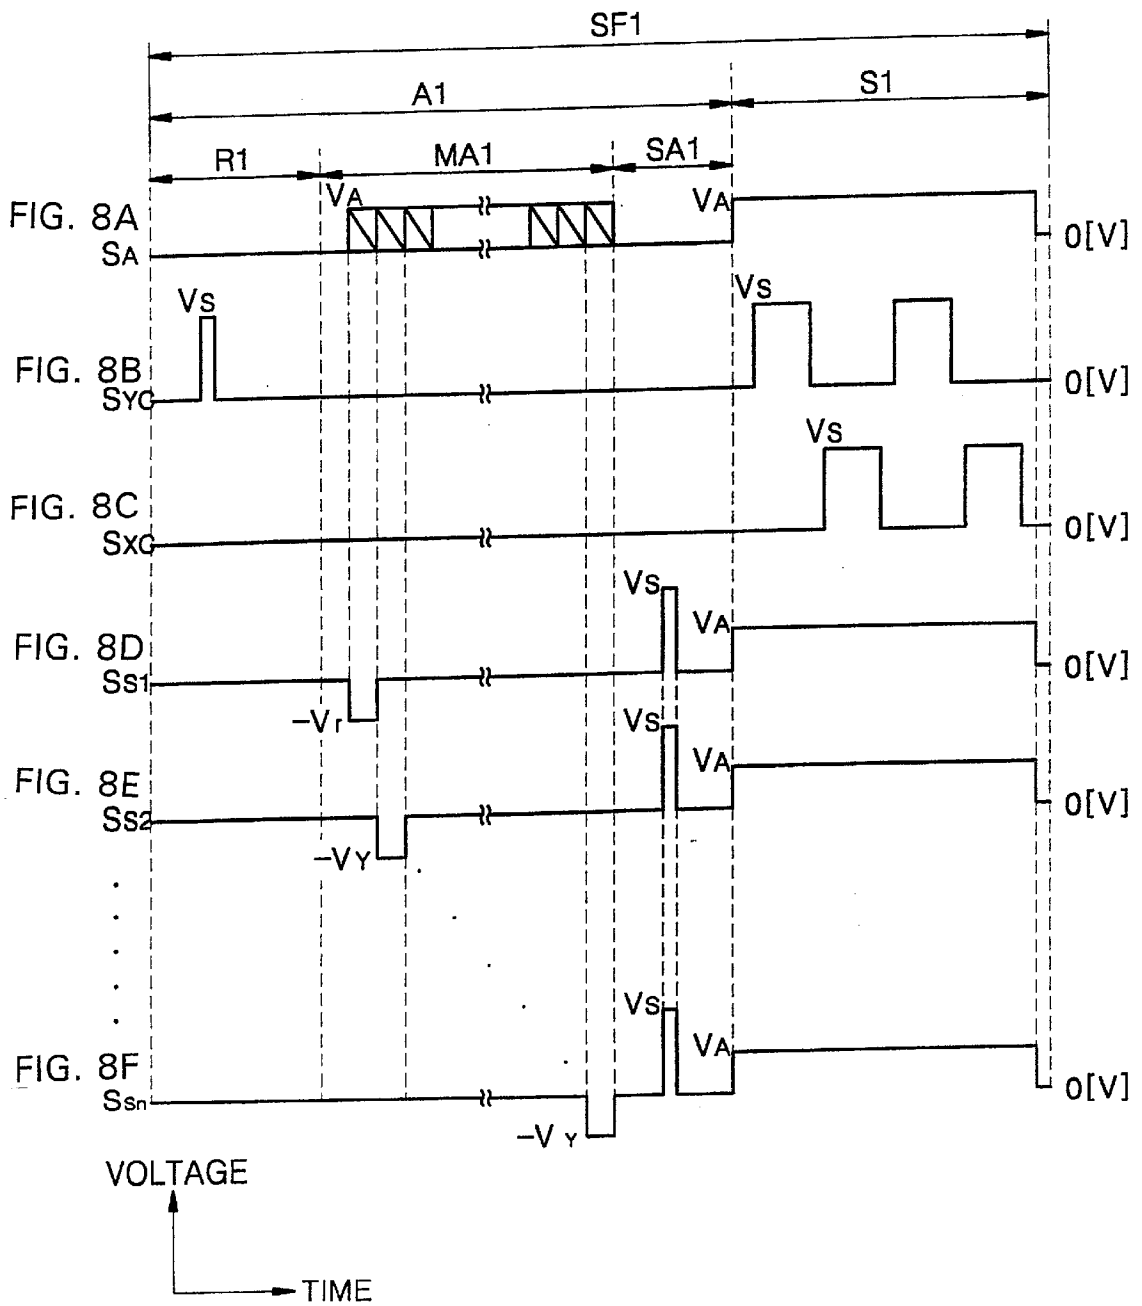 SF1
A1 S1
R1 MA1 SA1
VA VA
FIG. 8A
SA 0[V]
VS VS
FIG. 8B
SYC 0[V]
VS
FIG. 8C
SXC 0[V]
VS
VA
FIG. 8D
SS1 0[V]
-Vr
VS
VA
FIG. 8E
SS2 0[V]
-VY
VS
VA
FIG. 8F
SSn 0[V]
-VY
VOLTAGE
TIME